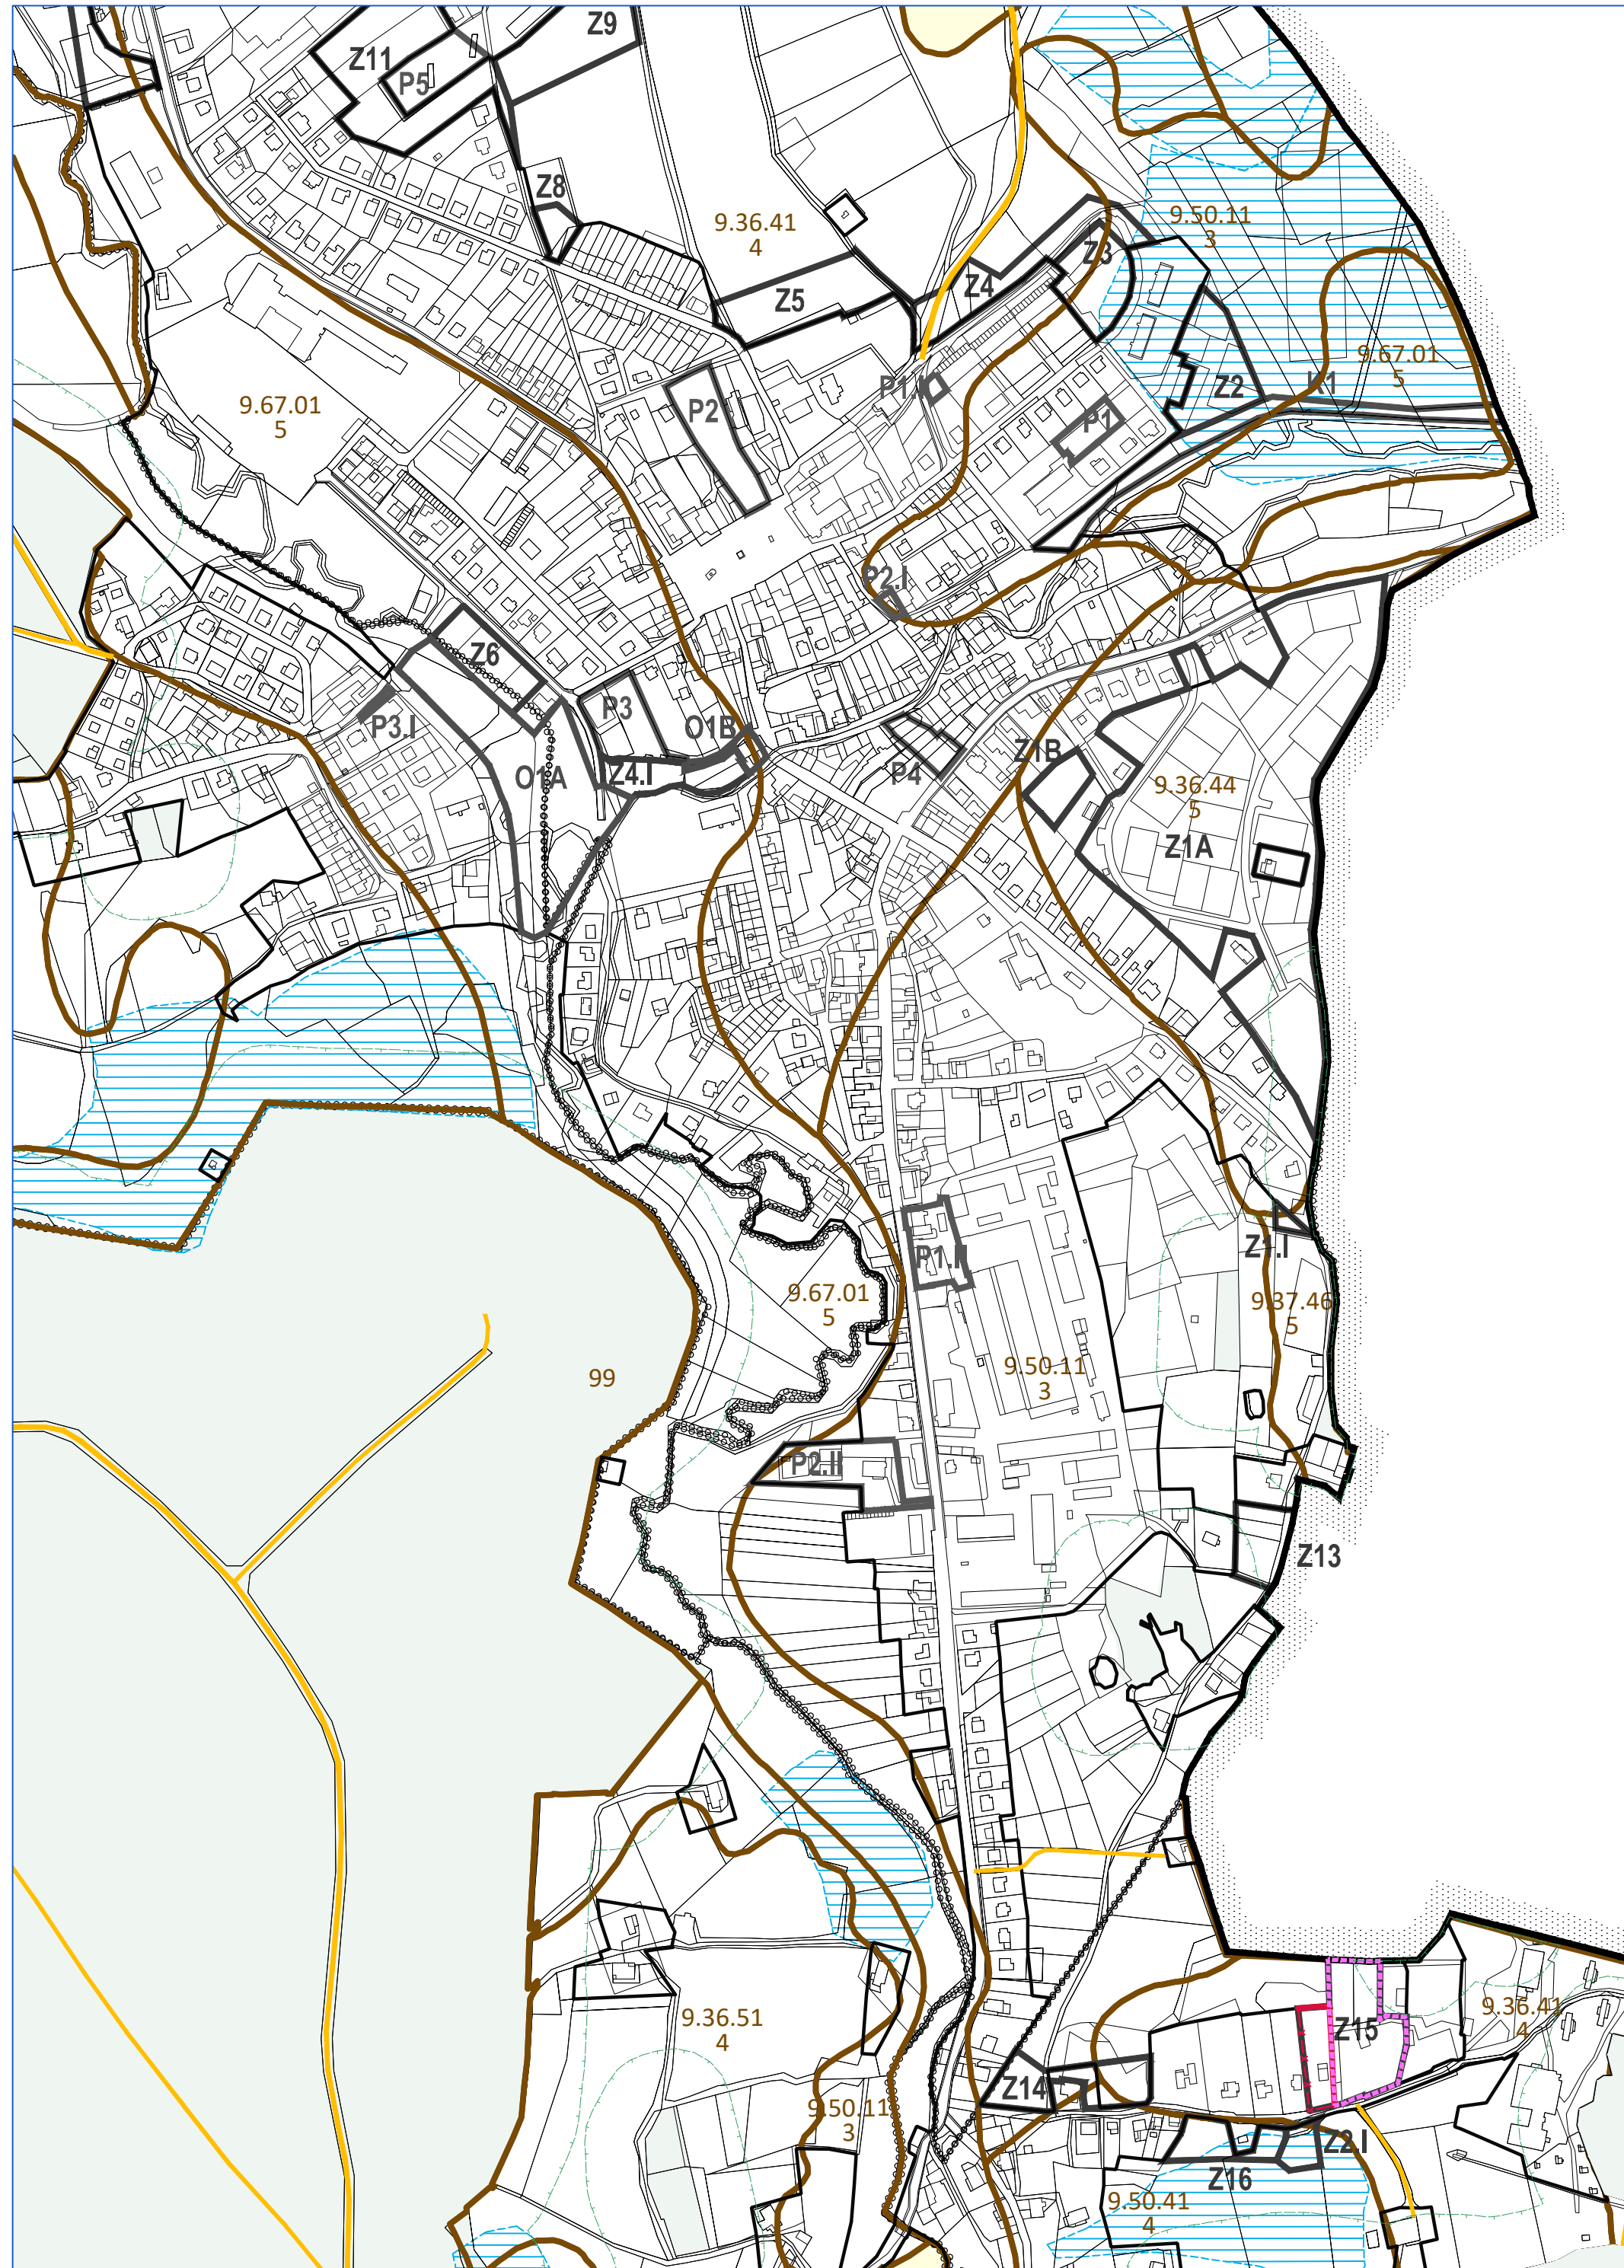 Z9
Z11
P5
Z8
9.36.41
4
9.50.11
3
Z3
Z4
Z5
9.67.01
5
K1
Z2
P1.I
P2
P1
9.67.01
5
P2.I
Z6
P3
P3.I
O1B
O1A
Z4.I
P4
Z1B
9.36.44
5
Z1A
Z1.I
P1.II
9.67.01
5
9.37.46
5
99
9.50.11
3
P2.II
Z13
9.36.51
4
9.36.41
4
Z15
Z14
9.50.11
3
Z2.I
Z16
9.50.41
4